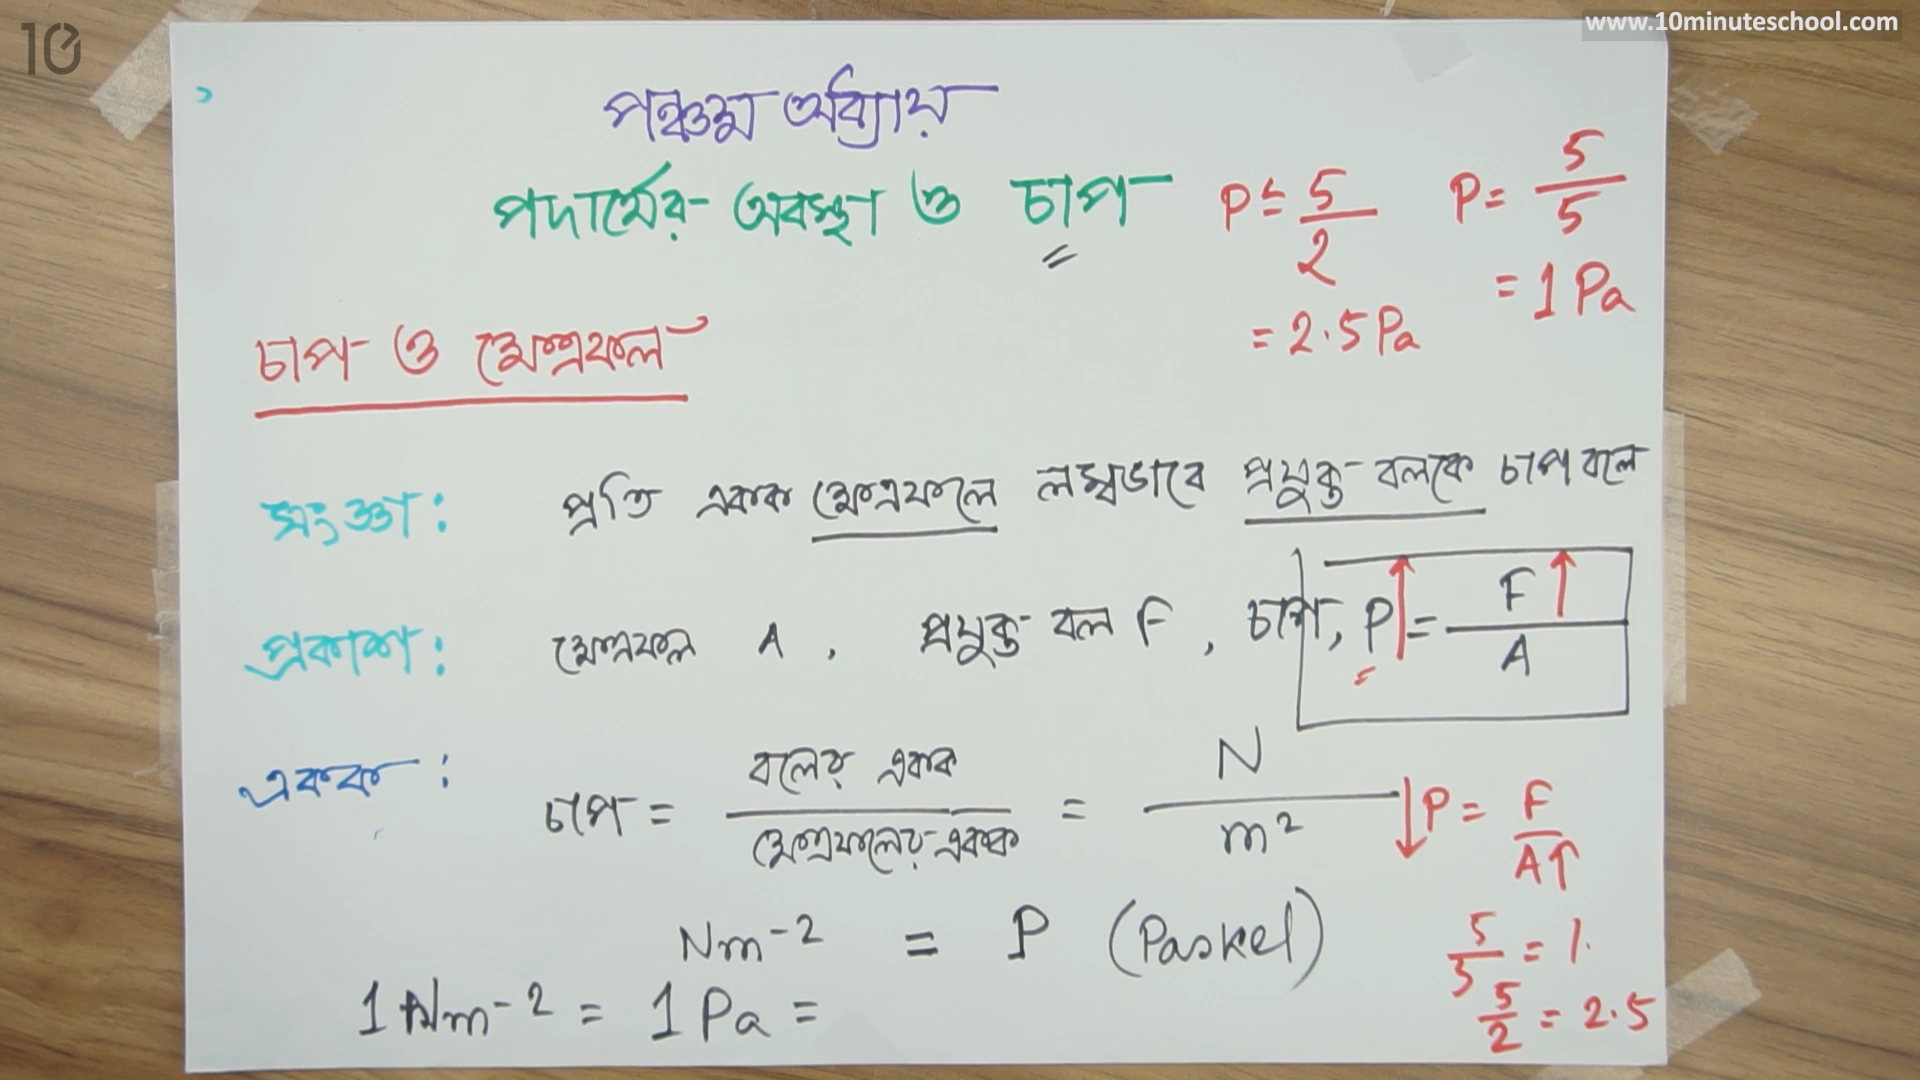 10
www.10minuteschool.com
পঞ্চম অধ্যায়
পদার্থের অবস্থা ও চাপ
P = 5/2
= 2.5 Pa
P = 5/5
= 1 Pa
চাপ ও ক্ষেত্রফল
সংজ্ঞা : প্রতি একক ক্ষেত্রফলে লম্বভাবে প্রযুক্ত বলকে চাপ বলে
প্রকাশ : ক্ষেত্রফল A , প্রযুক্ত বল F , চাপ, P↑ = F↑/A
একক : চাপ = বলের একক/ক্ষেত্রফলের একক = N/m²
↓P = F/A↑
Nm⁻² = P (Paskel)
5/5 = 1.
1 Nm⁻² = 1 Pa =
5/2 = 2.5